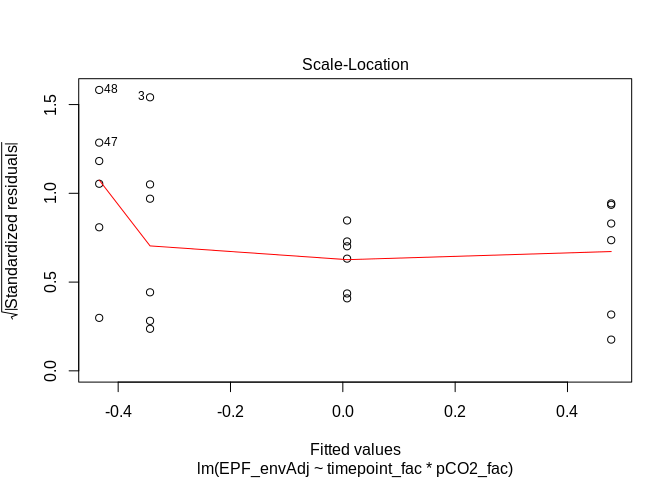 Scale-Location
48
3
47
√|Standardized residuals|
1.5
1.0
0.5
0.0
-0.4 -0.2 0.0 0.2 0.4
Fitted values
lm(EPF_envAdj ~ timepoint_fac * pCO2_fac)